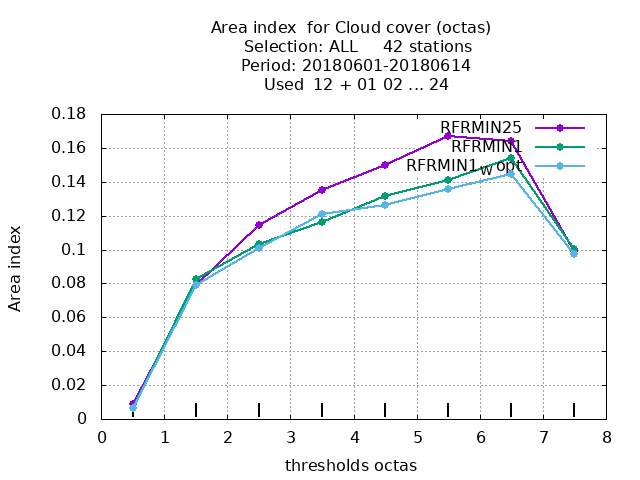 Area index  for Cloud cover (octas)
Selection: ALL     42 stations
Period: 20180601-20180614
Used  12 + 01 02 ... 24
0.18
0.16
0.14
0.12
0.1
0.08
0.06
0.04
0.02
0
Area index
RFRMIN25
RFRMIN1
RFRMIN1wopt
0 1 2 3 4 5 6 7 8
thresholds octas